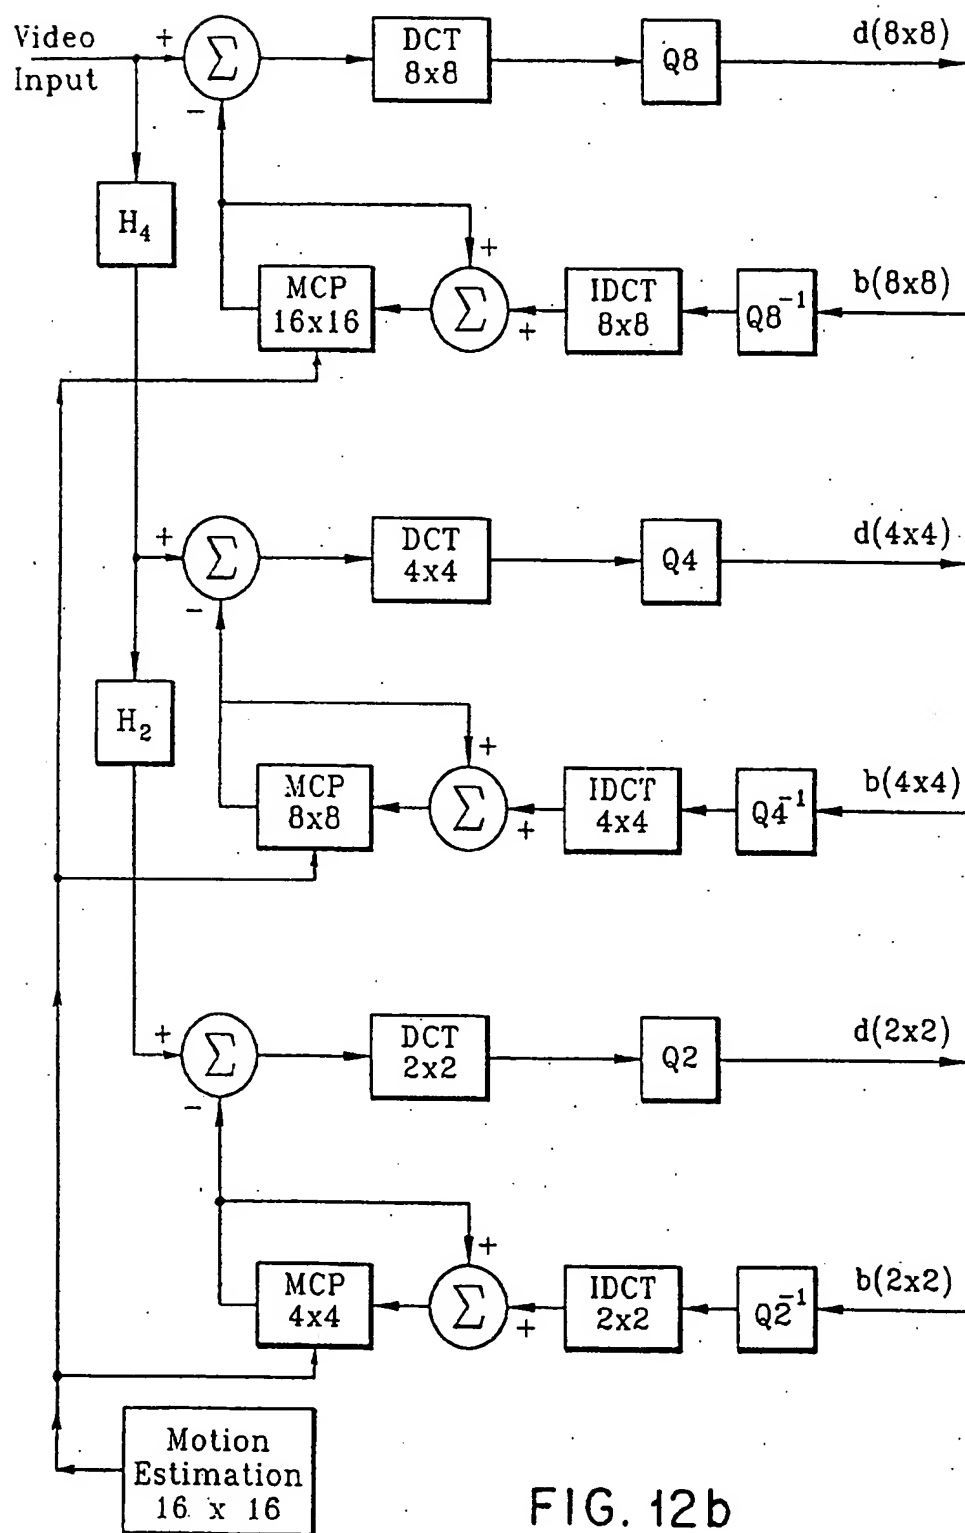 Video
Input
+
Σ
−
DCT
8x8
Q8
d(8x8)
H₄
MCP
16x16
+
Σ
+
IDCT
8x8
Q8⁻¹
b(8x8)
+
Σ
−
DCT
4x4
Q4
d(4x4)
H₂
MCP
8x8
+
Σ
+
IDCT
4x4
Q4⁻¹
b(4x4)
+
Σ
−
DCT
2x2
Q2
d(2x2)
MCP
4x4
+
Σ
+
IDCT
2x2
Q2⁻¹
b(2x2)
Motion
Estimation
16 x 16
FIG. 12b